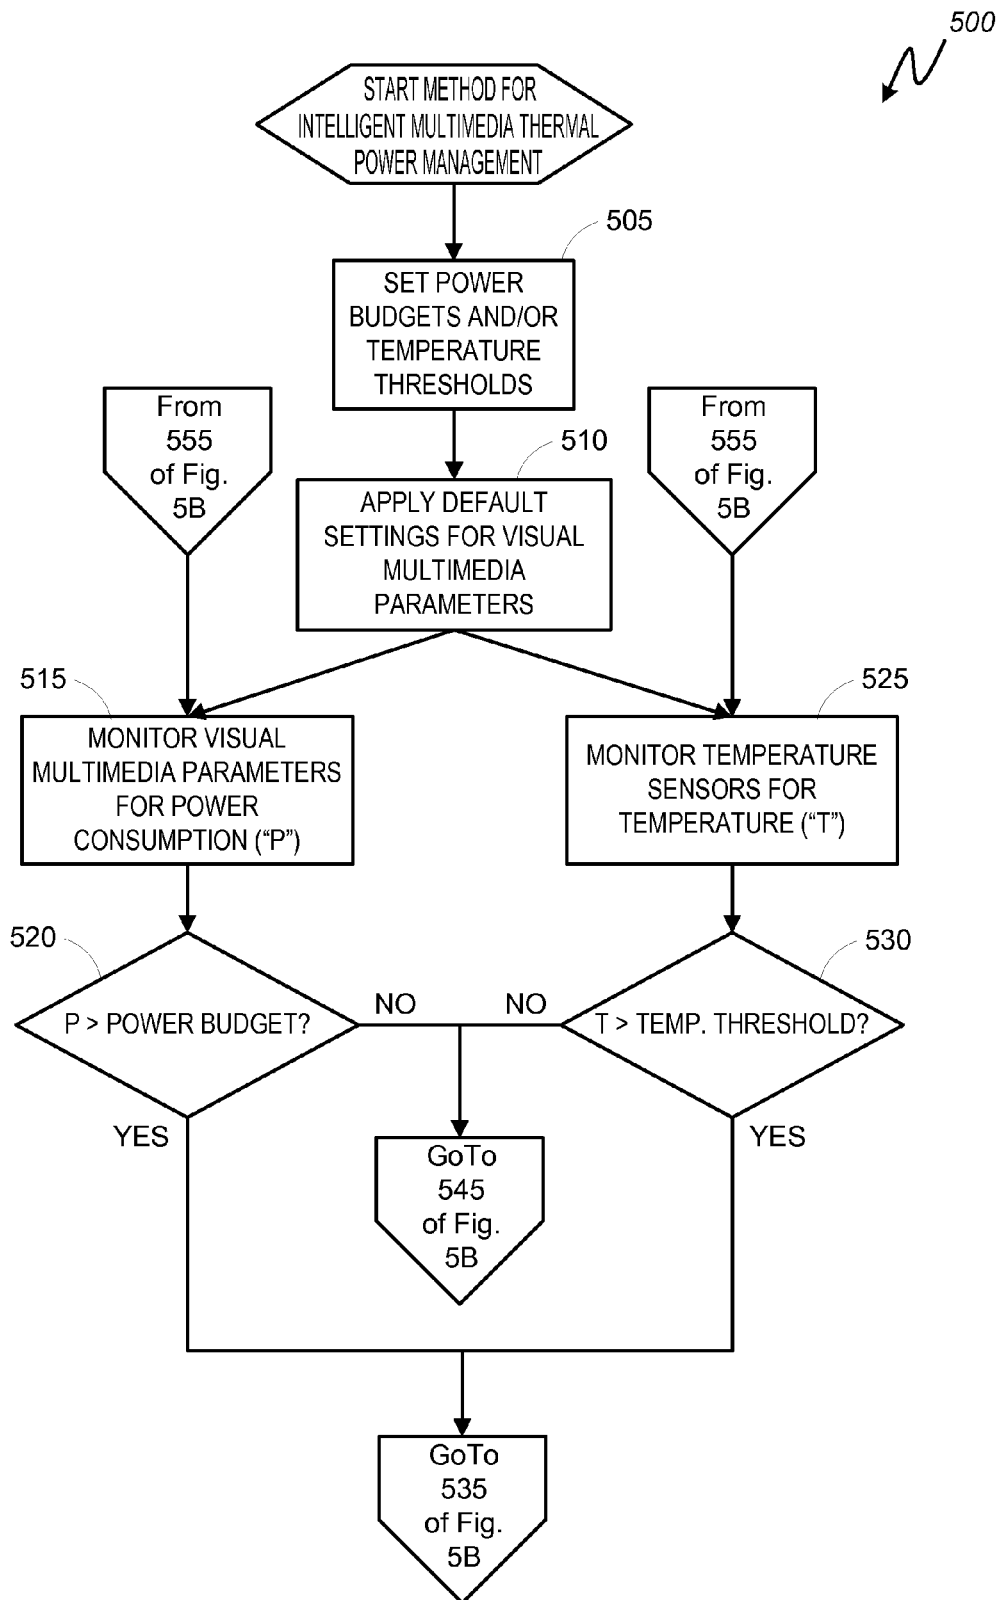 500
START METHOD FOR
INTELLIGENT MULTIMEDIA THERMAL
POWER MANAGEMENT
505
SET POWER
BUDGETS AND/OR
TEMPERATURE
THRESHOLDS
From
555
of Fig.
5B
From
555
of Fig.
5B
510
APPLY DEFAULT
SETTINGS FOR VISUAL
MULTIMEDIA
PARAMETERS
515
MONITOR VISUAL
MULTIMEDIA PARAMETERS
FOR POWER
CONSUMPTION (“P”)
525
MONITOR TEMPERATURE
SENSORS FOR
TEMPERATURE (“T”)
520
P > POWER BUDGET?
NO
YES
530
T > TEMP. THRESHOLD?
NO
YES
GoTo
545
of Fig.
5B
GoTo
535
of Fig.
5B